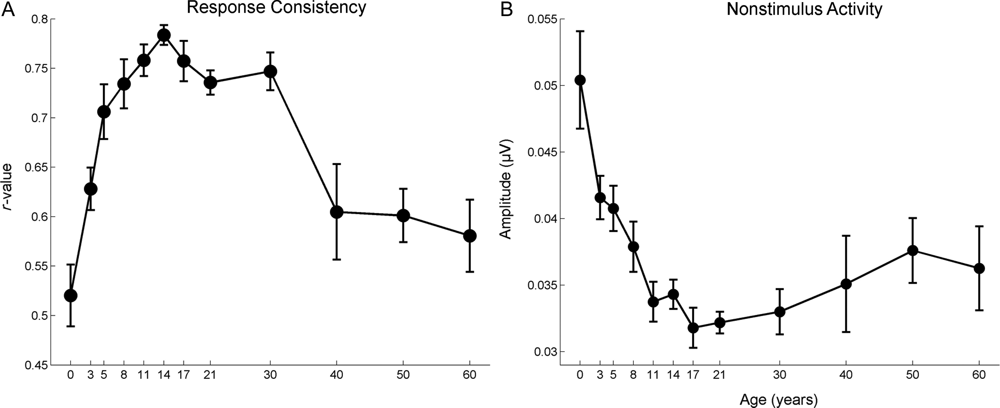 A
Response Consistency
0.8
0.75
0.7
0.65
0.6
0.55
0.5
0.45
r-value
0 3 5 8 11 14 17 21 30 40 50 60
B
Nonstimulus Activity
0.055
0.05
0.045
0.04
0.035
0.03
Amplitude (µV)
0 3 5 8 11 14 17 21 30 40 50 60
Age (years)